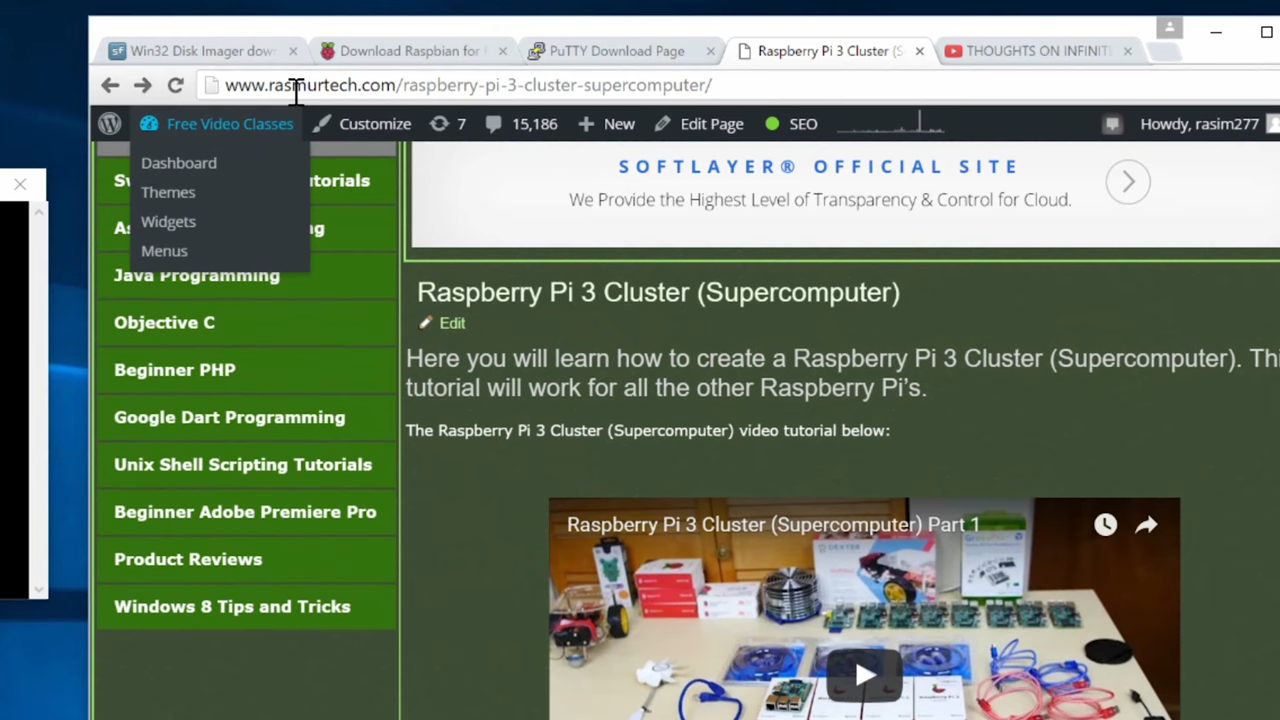 Win32 Disk Imager dow
Download Raspbian for
PuTTY Download Page
Raspberry Pi 3 Cluster (S
THOUGHTS ON INFINIT
www.rasmurtech.com/raspberry-pi-3-cluster-supercomputer/
Free Video Classes
Customize
7
15,186
New
Edit Page
SEO
Howdy, rasim277
Dashboard
Themes
Widgets
Menus
Java Programming
Objective C
Beginner PHP
Google Dart Programming
Unix Shell Scripting Tutorials
Beginner Adobe Premiere Pro
Product Reviews
Windows 8 Tips and Tricks
SOFTLAYER® OFFICIAL SITE
We Provide the Highest Level of Transparency & Control for Cloud.
Raspberry Pi 3 Cluster (Supercomputer)
Edit
Here you will learn how to create a Raspberry Pi 3 Cluster (Supercomputer). Thi
tutorial will work for all the other Raspberry Pi's.
The Raspberry Pi 3 Cluster (Supercomputer) video tutorial below:
Raspberry Pi 3 Cluster (Supercomputer) Part 1
DEXTER